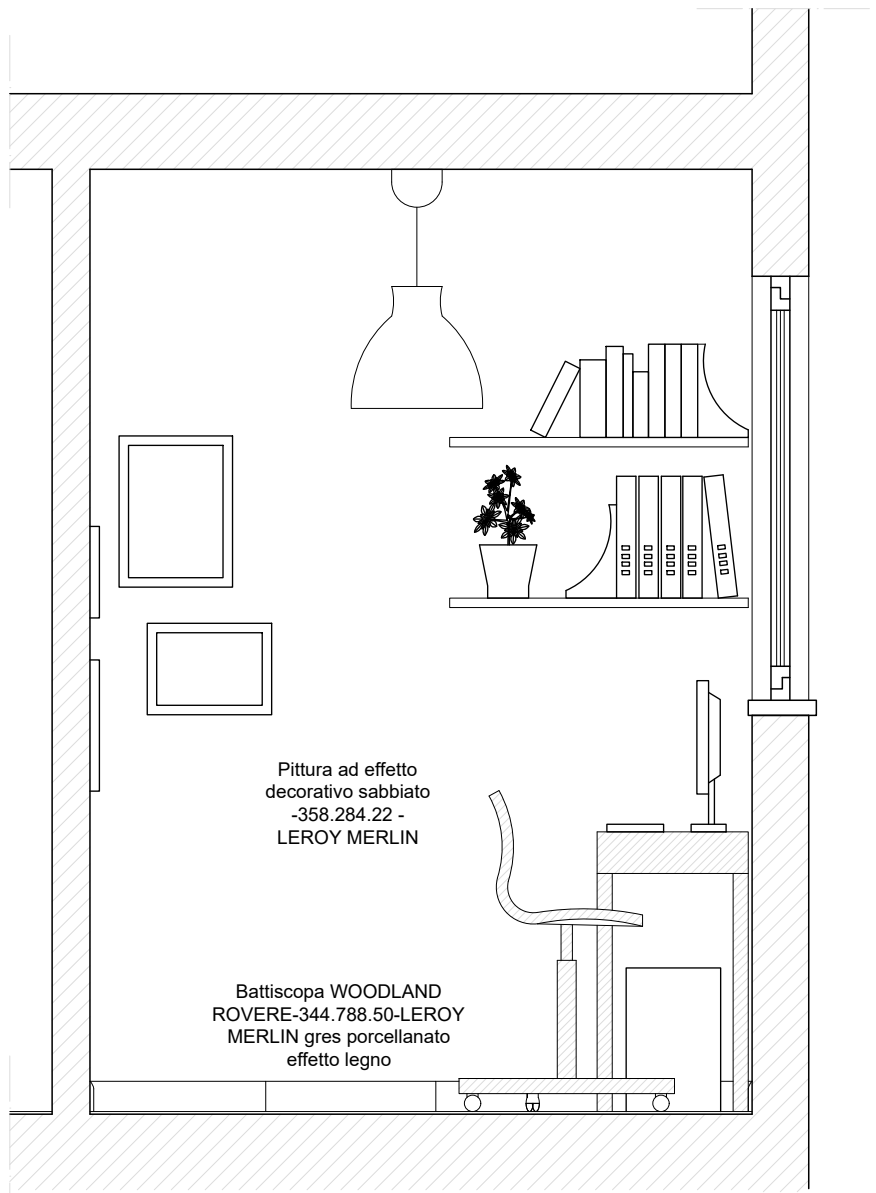 Pittura ad effetto
decorativo sabbiato
-358.284.22 -
LEROY MERLIN
Battiscopa WOODLAND
ROVERE-344.788.50-LEROY
MERLIN gres porcellanato
effetto legno